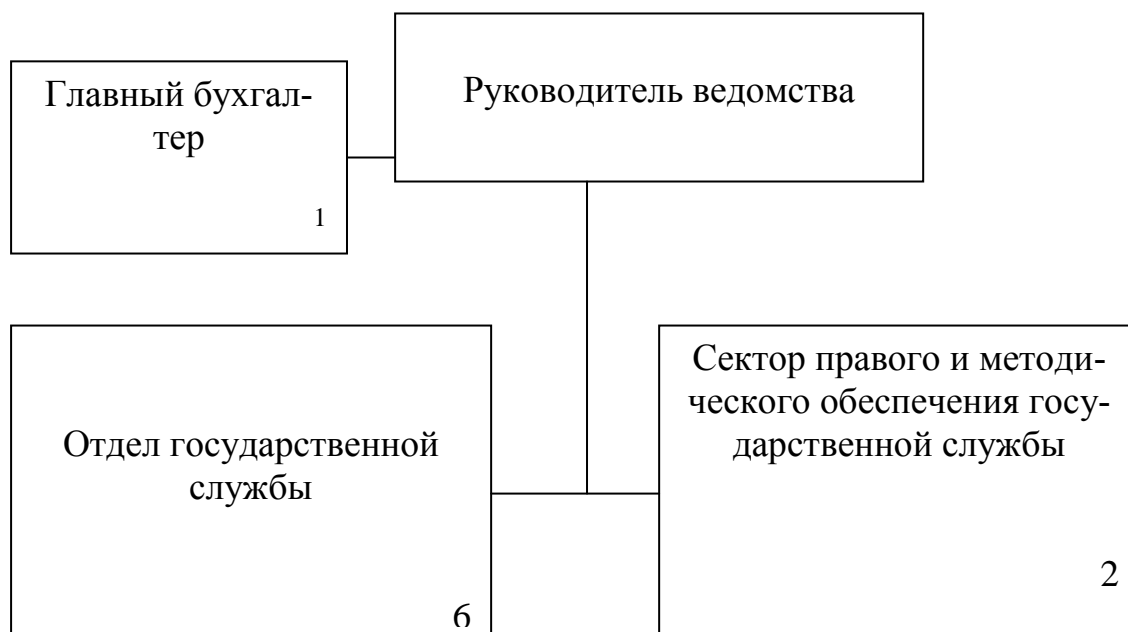 Главный бухгал-
тер
1
Руководитель ведомства
Отдел государственной
службы
6
Сектор правого и методи-
ческого обеспечения госу-
дарственной службы
2